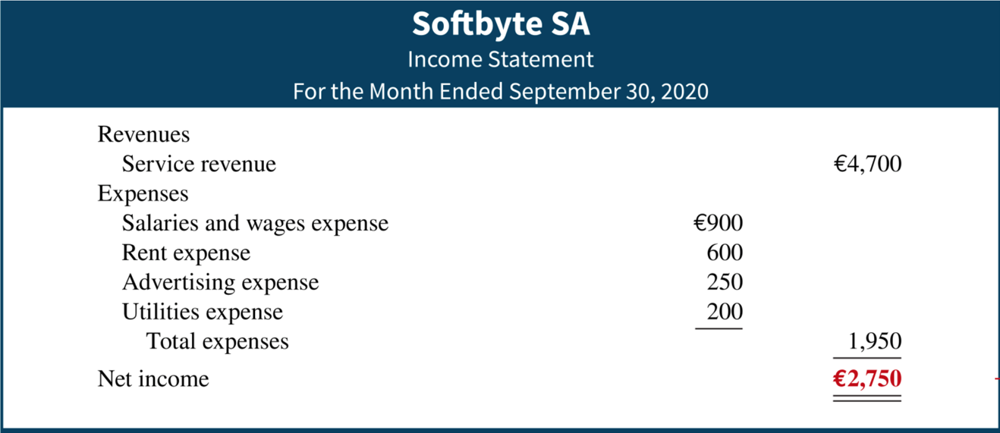 Softbyte SA
Income Statement
For the Month Ended September 30, 2020
Revenues
Service revenue €4,700
Expenses
Salaries and wages expense €900
Rent expense 600
Advertising expense 250
Utilities expense 200
Total expenses 1,950
Net income €2,750